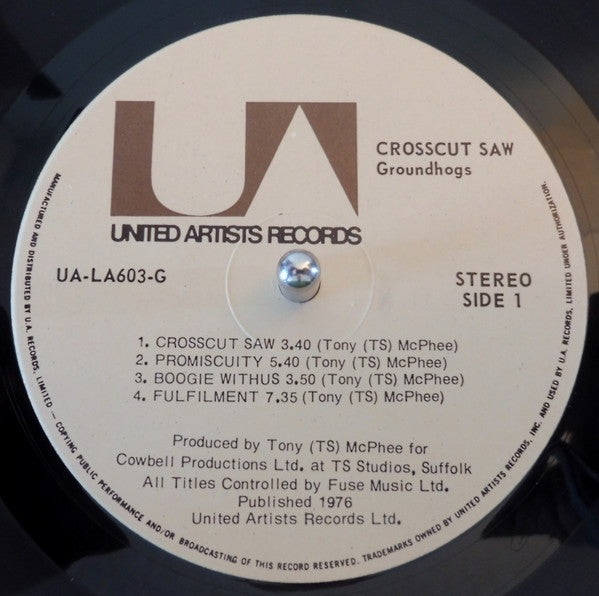 UA
UNITED ARTISTS RECORDS
CROSSCUT SAW
Groundhogs
UA-LA603-G
STEREO
SIDE 1
1. CROSSCUT SAW 3.40 (Tony (TS) McPhee)
2. PROMISCUITY 5.40 (Tony (TS) McPhee)
3. BOOGIE WITHUS 3.50 (Tony (TS) McPhee)
4. FULFILMENT 7.35 (Tony (TS) McPhee)
Produced by Tony (TS) McPhee for
Cowbell Productions Ltd. at TS Studios, Suffolk
All Titles Controlled by Fuse Music Ltd.
Published 1976
United Artists Records Ltd.
MANUFACTURED AND DISTRIBUTED BY U.A. RECORDS, LIMITED — COPYING PUBLIC PERFORMANCE AND/OR BROADCASTING OF THIS RECORD RESERVED. TRADEMARKS OWNED BY UNITED ARTISTS RECORDS, INC, AND USED BY U.A. RECORDS, LIMITED UNDER AUTHORIZATION.